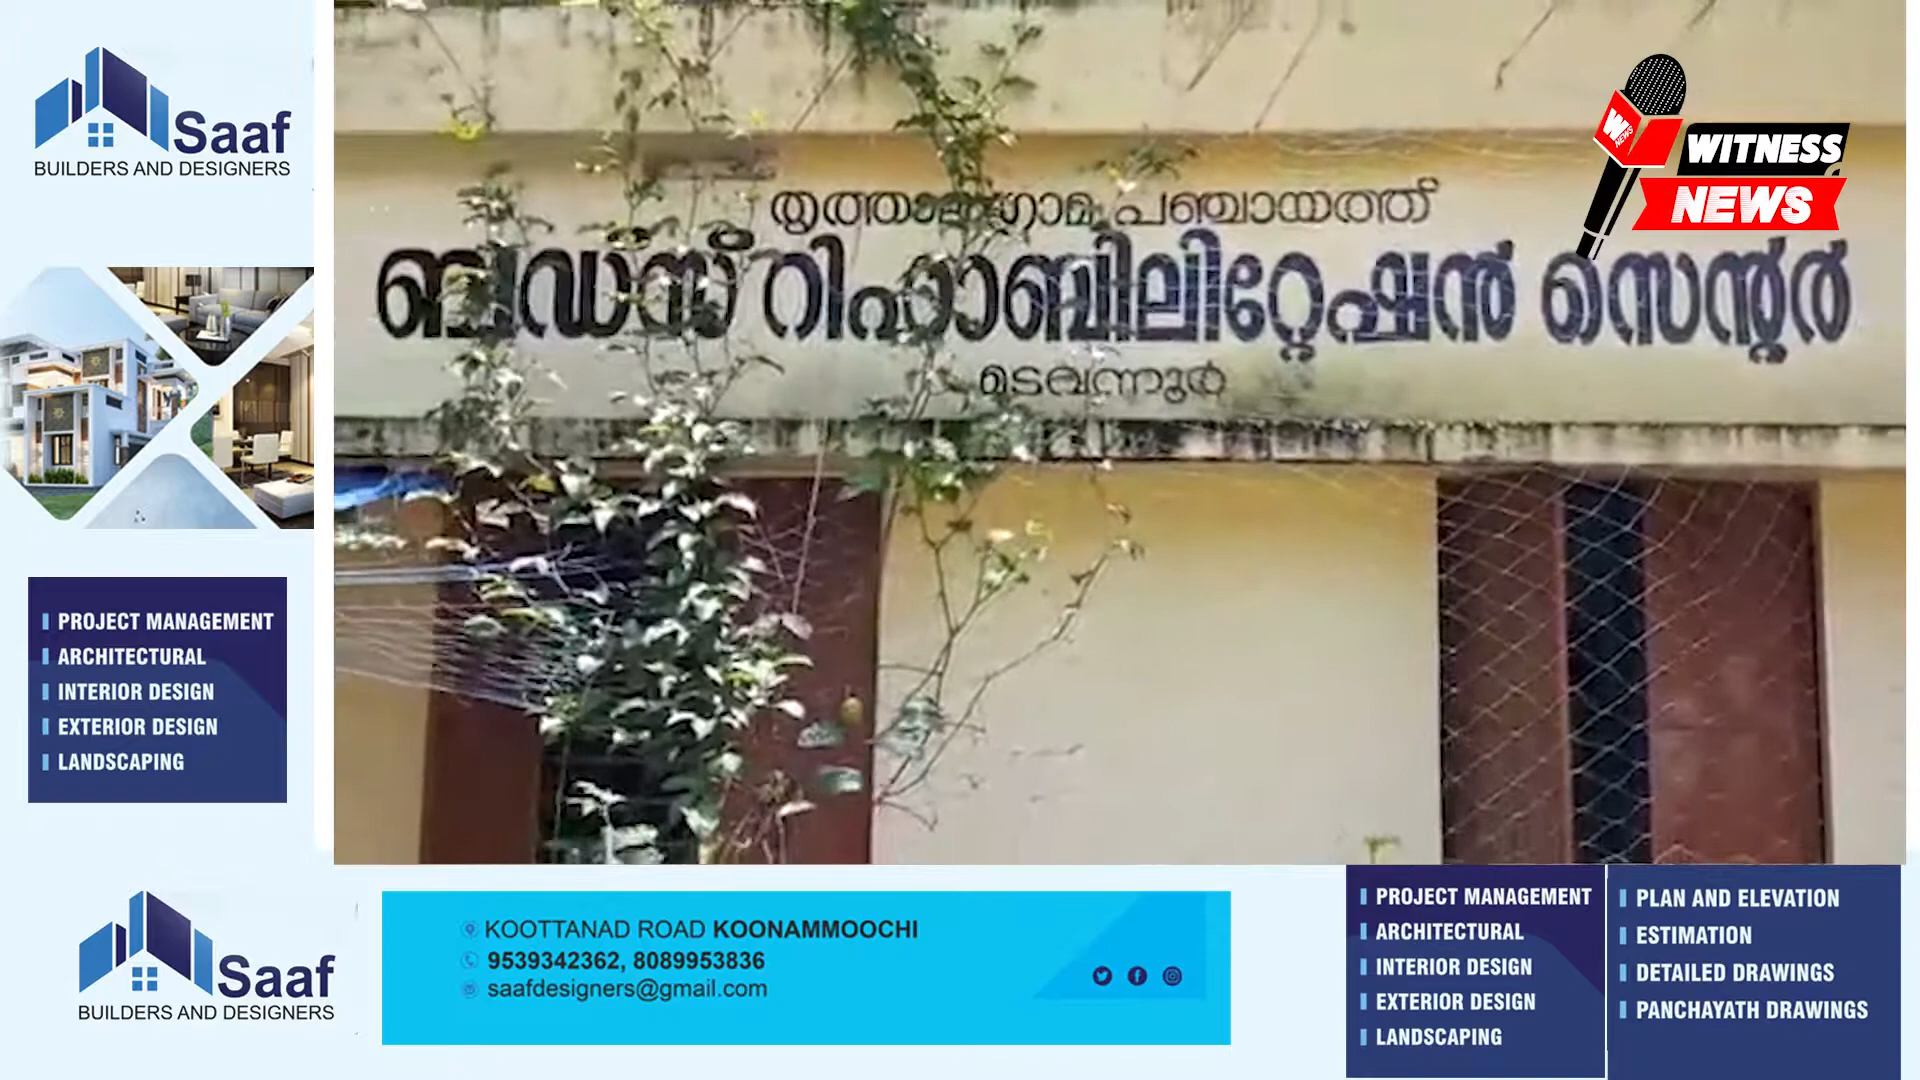 Saaf
BUILDERS AND DESIGNERS
PROJECT MANAGEMENT
ARCHITECTURAL
INTERIOR DESIGN
EXTERIOR DESIGN
LANDSCAPING
തൃത്താല ഗ്രാമ പഞ്ചായത്ത്
ബഡ്സ് റിഹാബിലിറ്റേഷൻ സെന്റർ
മടവന്നൂർ
W NEWS
WITNESS
NEWS
Saaf
BUILDERS AND DESIGNERS
KOOTTANAD ROAD KOONAMMOOCHI
9539342362, 8089953836
saafdesigners@gmail.com
PROJECT MANAGEMENT
ARCHITECTURAL
INTERIOR DESIGN
EXTERIOR DESIGN
LANDSCAPING
PLAN AND ELEVATION
ESTIMATION
DETAILED DRAWINGS
PANCHAYATH DRAWINGS